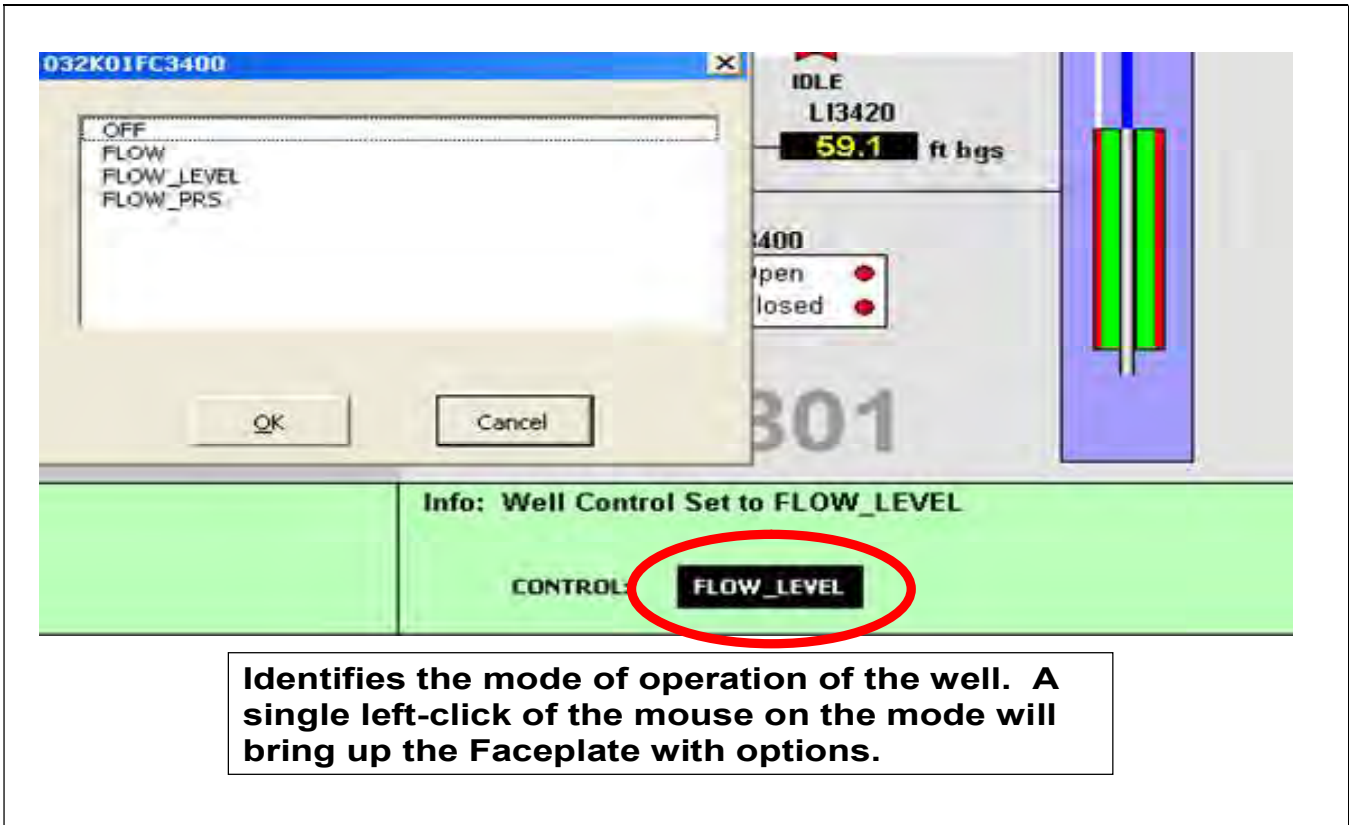 032K01FC3400
OFF
FLOW
FLOW_LEVEL
FLOW_PRS
OK
Cancel
IDLE
LI3420
59.1 ft bgs
3400
pen
losed
301
Info: Well Control Set to FLOW_LEVEL
CONTROL: FLOW_LEVEL
Identifies the mode of operation of the well. A
single left-click of the mouse on the mode will
bring up the Faceplate with options.